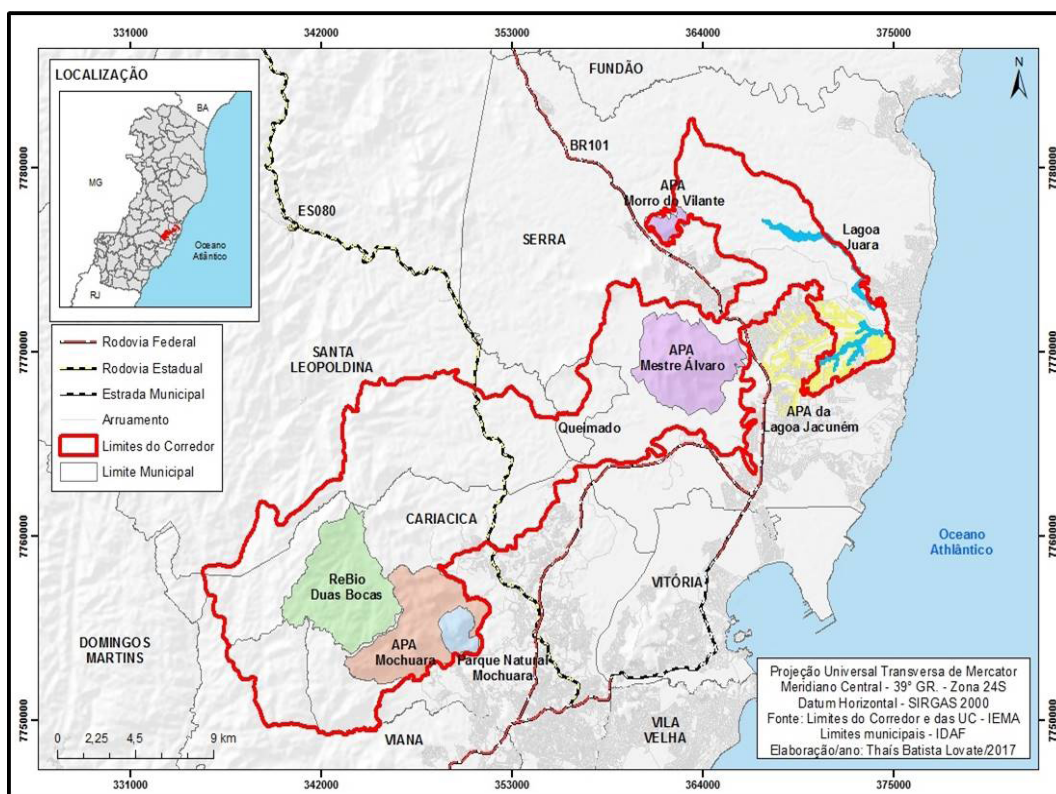 331000 342000 353000 364000 375000
LOCALIZAÇÃO
BA
MG
Oceano
Atlântico
RJ
N
FUNDÃO
BR101
7780000
7780000
APA
Morro do Vilante
ES080
SERRA
Lagoa
Juara
Rodovia Federal
Rodovia Estadual
Estrada Municipal
Arruamento
Limites do Corredor
Limite Municipal
SANTA
LEOPOLDINA
7770000
7770000
APA
Mestre Álvaro
Queimado
APA da
Lagoa Jacuném
CARIACICA
7760000
7760000
Oceano
Athlântico
ReBio
Duas Bocas
VITÓRIA
DOMINGOS
MARTINS
APA
Mochuara
Parque Natural
Mochuara
VIANA
VILA
VELHA
7750000
7750000
0 2,25 4,5 9 km
Projeção Universal Transversa de Mercator
Meridiano Central - 39º GR. - Zona 24S
Datum Horizontal - SIRGAS 2000
Fonte: Limites do Corredor e das UC - IEMA
Limites municipais - IDAF
Elaboração/ano: Thaís Batista Lovate/2017
331000 342000 353000 364000 375000